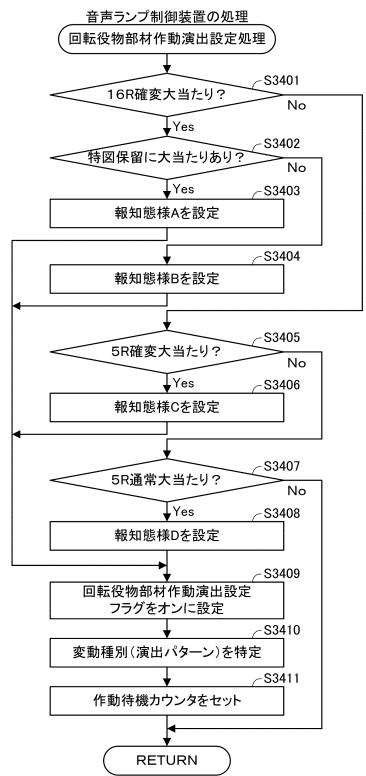 音声ランプ制御装置の処理
回転役物部材作動演出設定処理
S3401
16R確変大当たり？
No
Yes
S3402
特図保留に大当たりあり？
No
Yes
S3403
報知態様Aを設定
S3404
報知態様Bを設定
S3405
5R確変大当たり？
No
Yes
S3406
報知態様Cを設定
S3407
5R通常大当たり？
No
Yes
S3408
報知態様Dを設定
S3409
回転役物部材作動演出設定
フラグをオンに設定
S3410
変動種別（演出パターン）を特定
S3411
作動待機カウンタをセット
RETURN